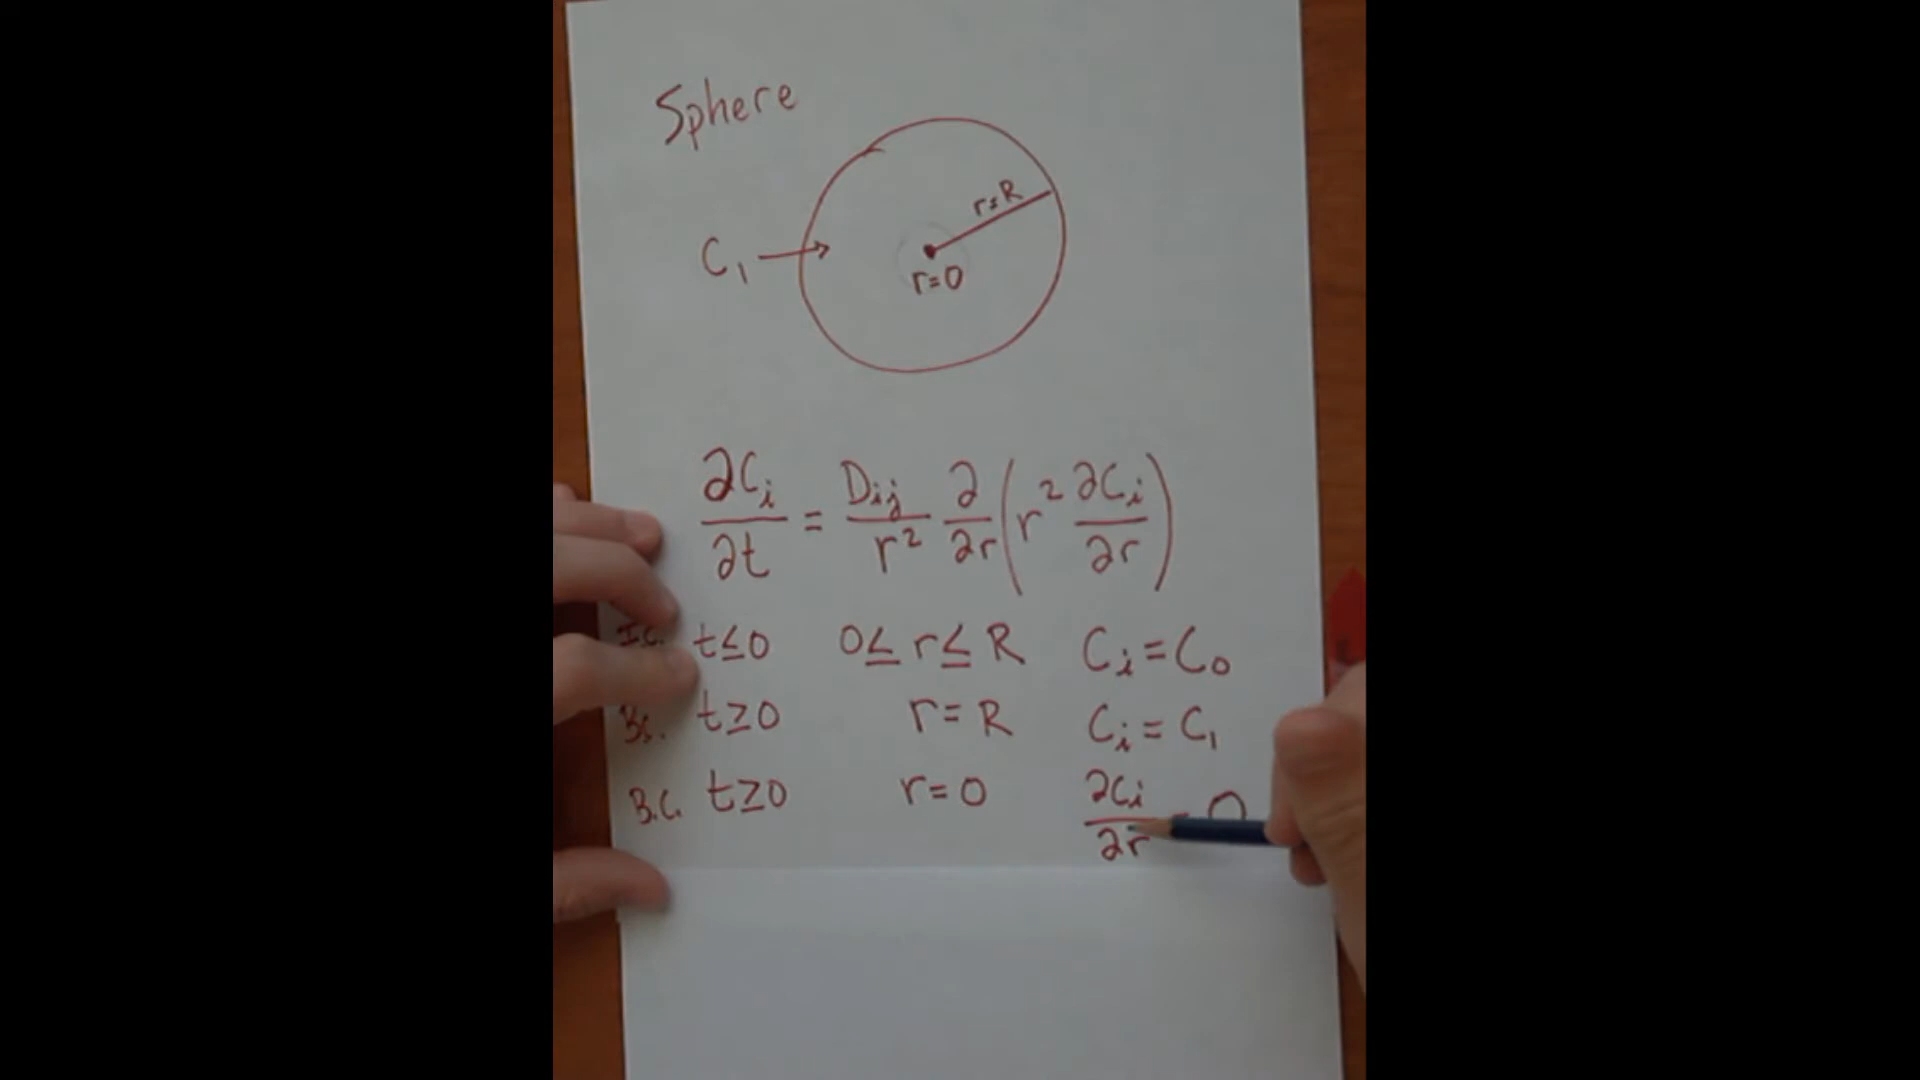 Sphere
r=R
C₁
r=0
∂Cᵢ/∂t = Dᵢⱼ/r² ∂/∂r (r² ∂Cᵢ/∂r)
I.C. t≤0 0≤r≤R Cᵢ=C₀
t≥0 r=R Cᵢ=C₁
B.C. t≥0 r=0 ∂Cᵢ/∂r 0